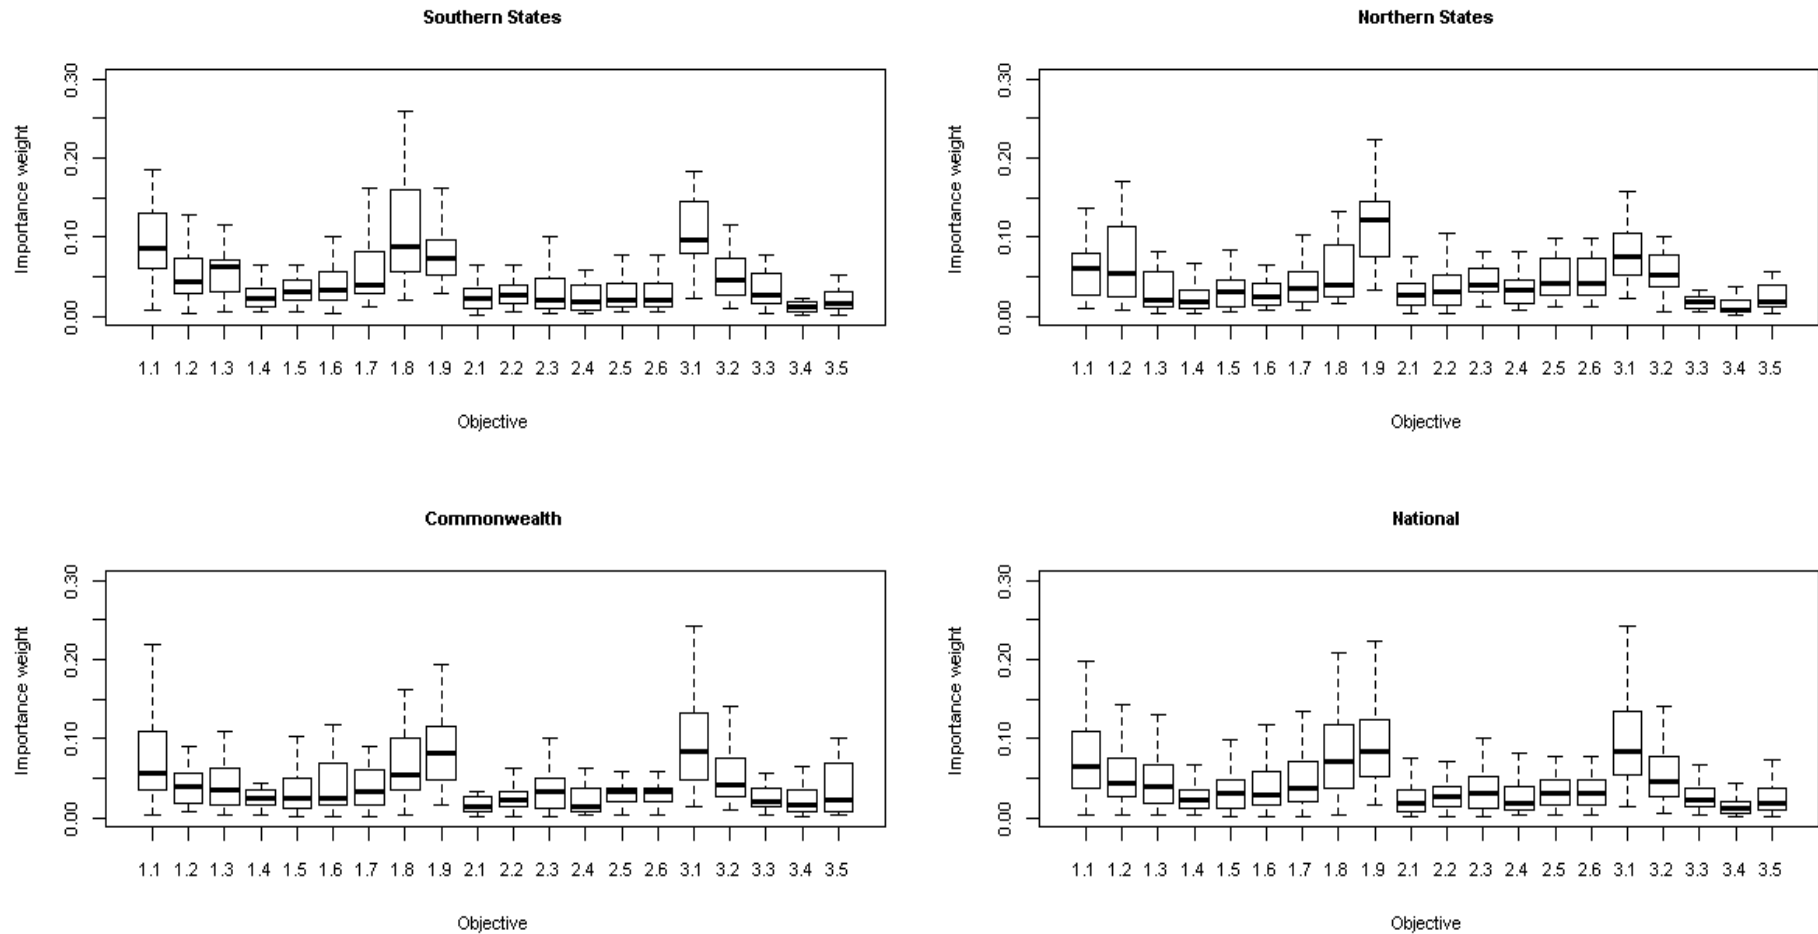 Southern States
Importance weight
0.00 0.10 0.20 0.30
1.1 1.2 1.3 1.4 1.5 1.6 1.7 1.8 1.9 2.1 2.2 2.3 2.4 2.5 2.6 3.1 3.2 3.3 3.4 3.5
Objective
Northern States
Importance weight
0.00 0.10 0.20 0.30
1.1 1.2 1.3 1.4 1.5 1.6 1.7 1.8 1.9 2.1 2.2 2.3 2.4 2.5 2.6 3.1 3.2 3.3 3.4 3.5
Objective
Commonwealth
Importance weight
0.00 0.10 0.20 0.30
1.1 1.2 1.3 1.4 1.5 1.6 1.7 1.8 1.9 2.1 2.2 2.3 2.4 2.5 2.6 3.1 3.2 3.3 3.4 3.5
Objective
National
Importance weight
0.00 0.10 0.20 0.30
1.1 1.2 1.3 1.4 1.5 1.6 1.7 1.8 1.9 2.1 2.2 2.3 2.4 2.5 2.6 3.1 3.2 3.3 3.4 3.5
Objective